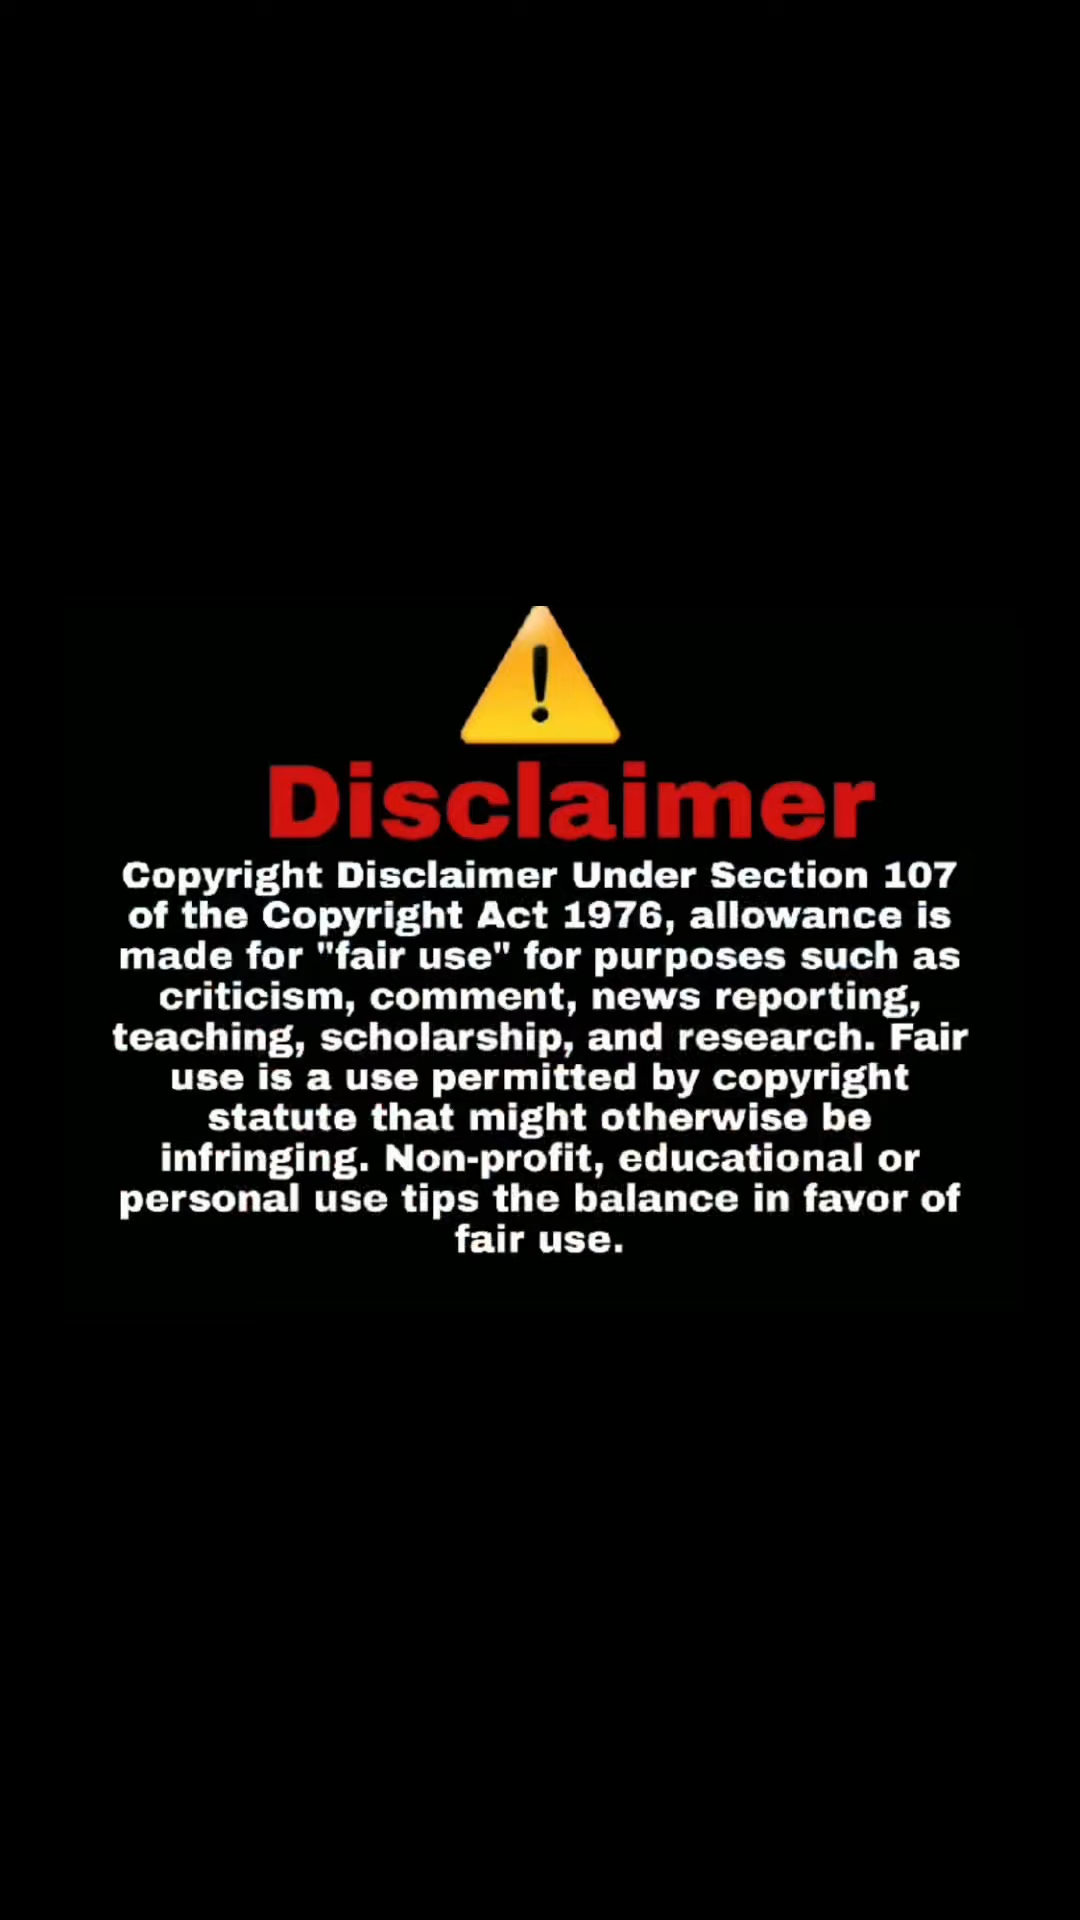 Disclaimer
Copyright Disclaimer Under Section 107
of the Copyright Act 1976, allowance is
made for "fair use" for purposes such as
criticism, comment, news reporting,
teaching, scholarship, and research. Fair
use is a use permitted by copyright
statute that might otherwise be
infringing. Non-profit, educational or
personal use tips the balance in favor of
fair use.